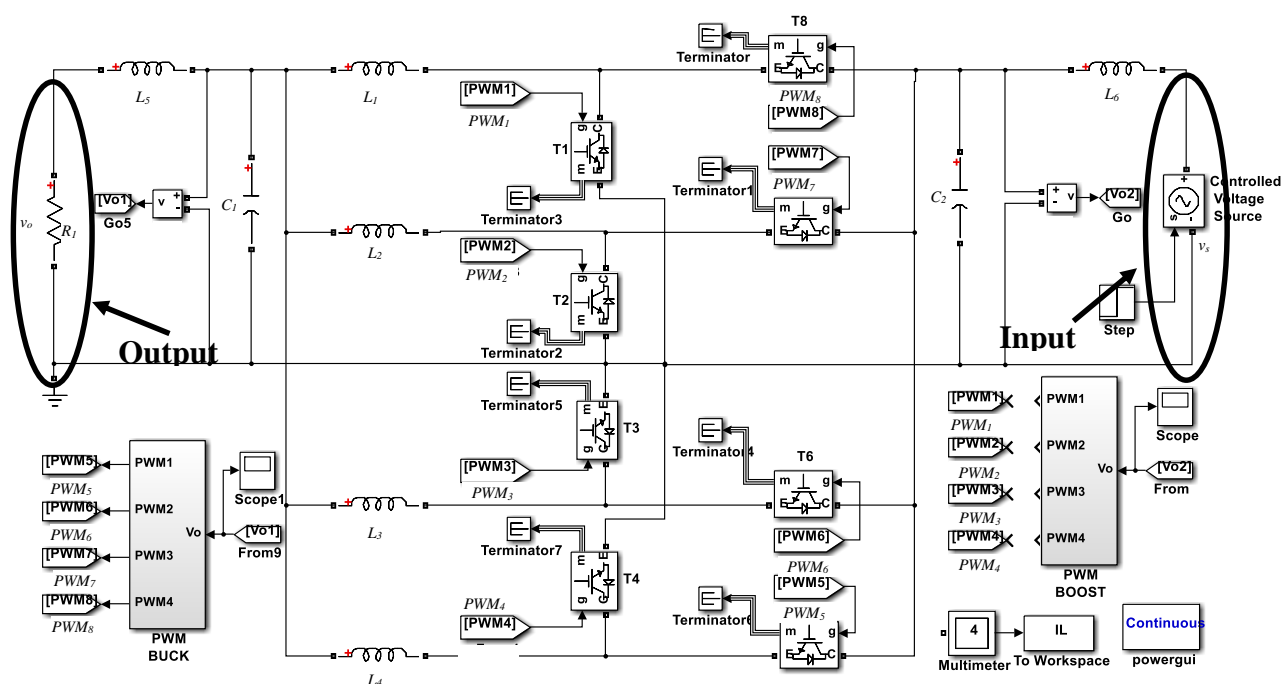 T8
m g
E C
Terminator
PWM8
[PWM8]
L5
L1
L6
[PWM1]
PWM1
g C
T1
m E
Terminator3
[PWM7]
PWM7
Terminator1
m g
E C
vo
R1
[Vo1]
Go5
v
+
-
C1
C2
+
-
v
[Vo2]
Go
Controlled
Voltage
Source
s
+
-
vs
L2
[PWM2]
PWM2
g C
T2
m E
Terminator2
Output
Input
Step
Terminator5
m E
T3
g C
[PWM3]
PWM3
Terminator4
T6
m g
E C
[PWM6]
PWM6
L3
Terminator7
m E
T4
g C
PWM4
[PWM4]
[PWM5]
PWM5
Terminator6
m g
E C
L4
[PWM5]
PWM5
[PWM6]
PWM6
[PWM7]
PWM7
[PWM8]
PWM8
PWM1
PWM2
PWM3
PWM4
Vo
PWM
BUCK
Scope1
[Vo1]
From9
[PWM1]
PWM1
[PWM2]
PWM2
[PWM3]
PWM3
[PWM4]
PWM4
PWM1
PWM2
PWM3
PWM4
Vo
PWM
BOOST
Scope
[Vo2]
From
4
Multimeter
IL
To Workspace
Continuous
powergui